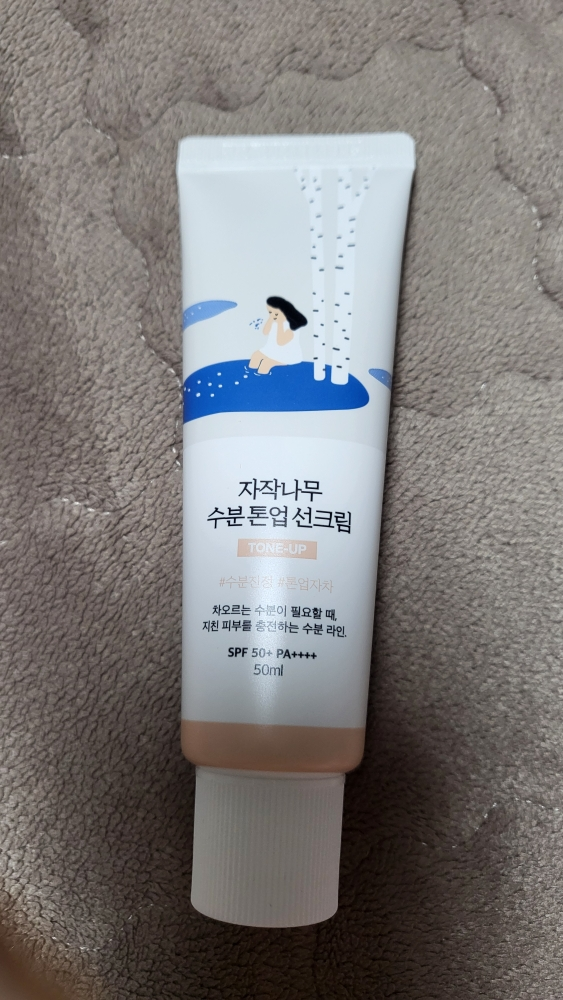 자작나무
수분 톤업 선크림
TONE-UP
#수분진정 #톤업자차
차오르는 수분이 필요할 때,
지친 피부를 충전하는 수분 라인.
SPF 50+ PA++++
50ml